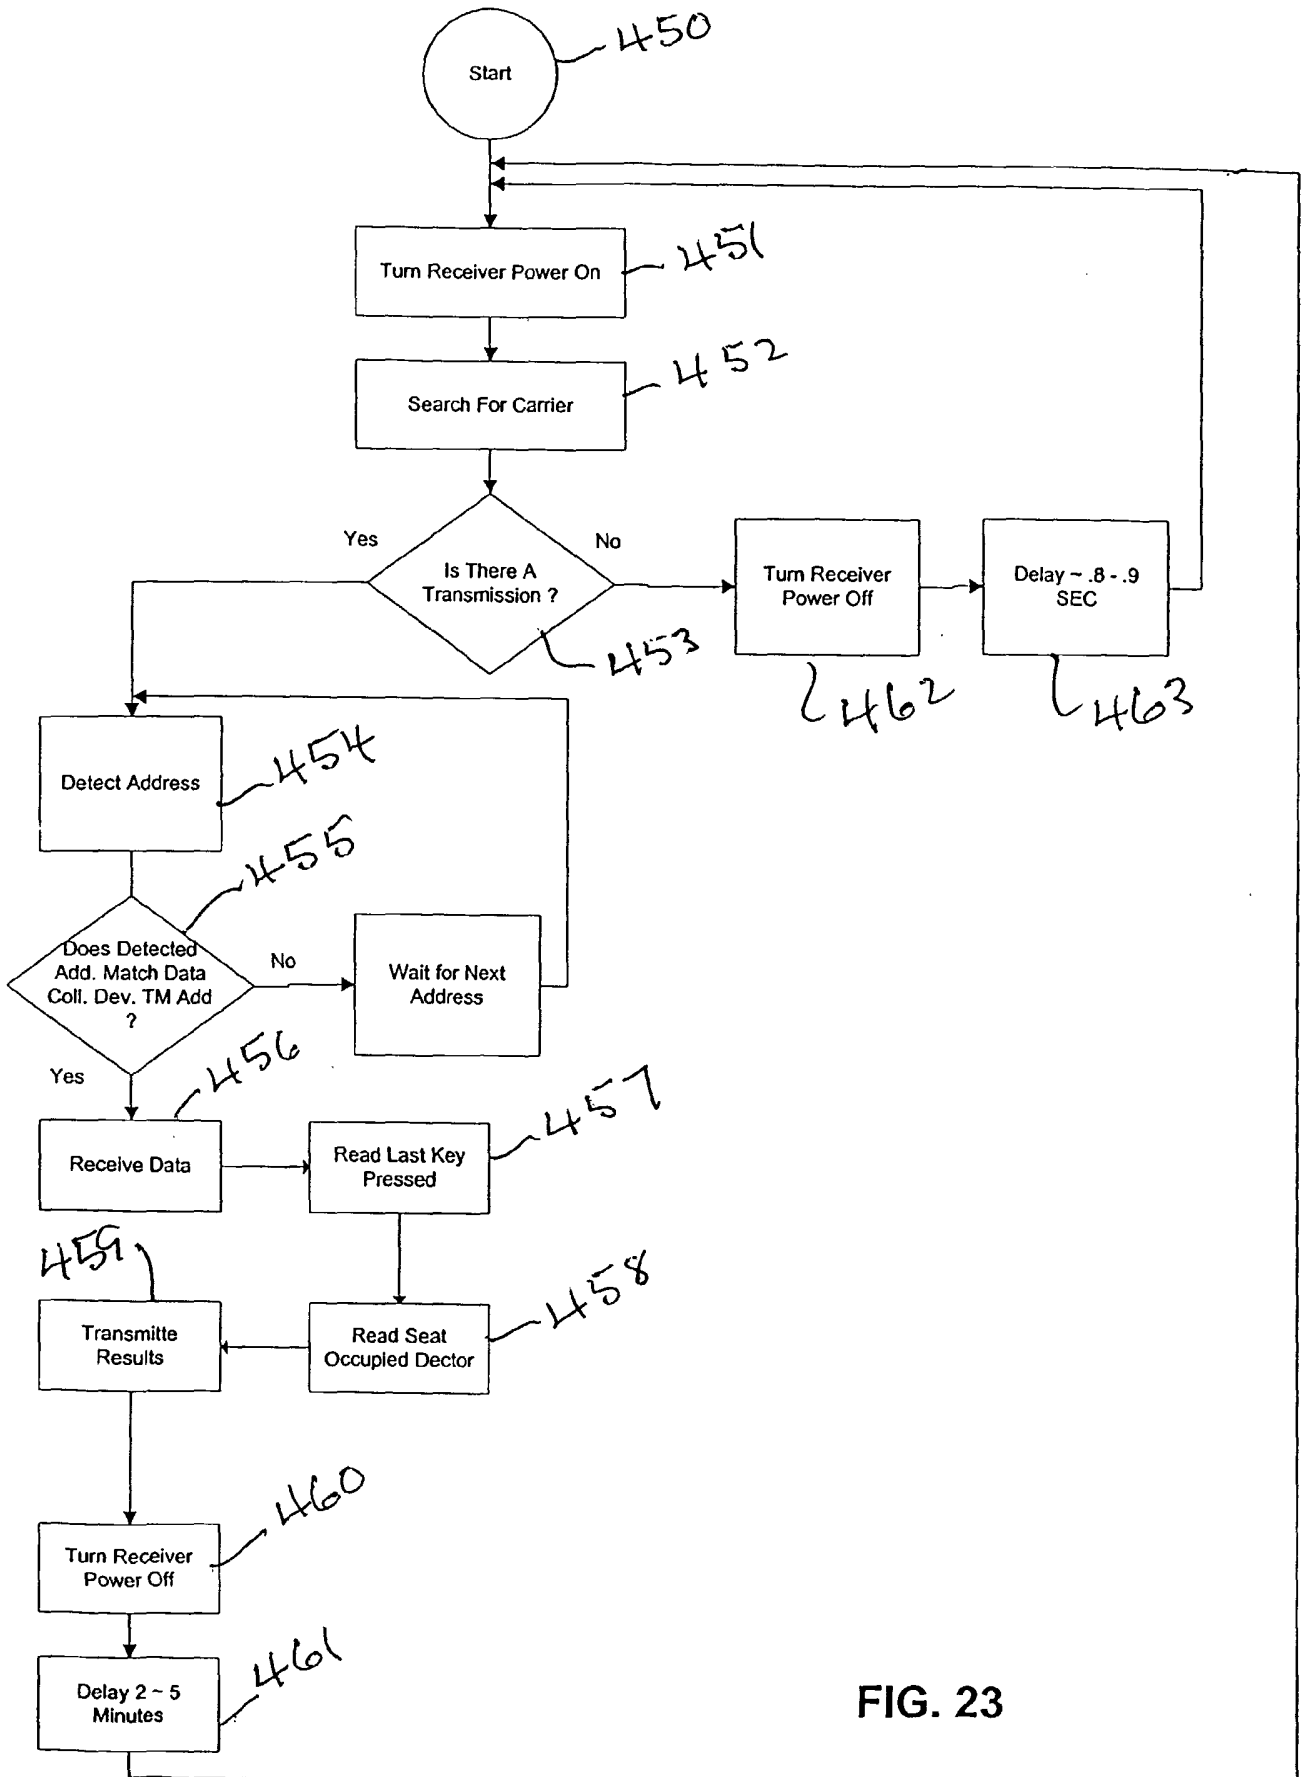 Start
450
Turn Receiver Power On
451
Search For Carrier
452
Yes
No
Is There A
Transmission ?
453
Turn Receiver
Power Off
462
Delay ~ .8 - .9
SEC
463
Detect Address
454
455
Does Detected
Add. Match Data
Coll. Dev. TM Add
?
No
Wait for Next
Address
Yes
456
Receive Data
Read Last Key
Pressed
457
459
Transmitte
Results
Read Seat
Occupled Dector
458
Turn Receiver
Power Off
460
Delay 2 ~ 5
Minutes
461
FIG. 23